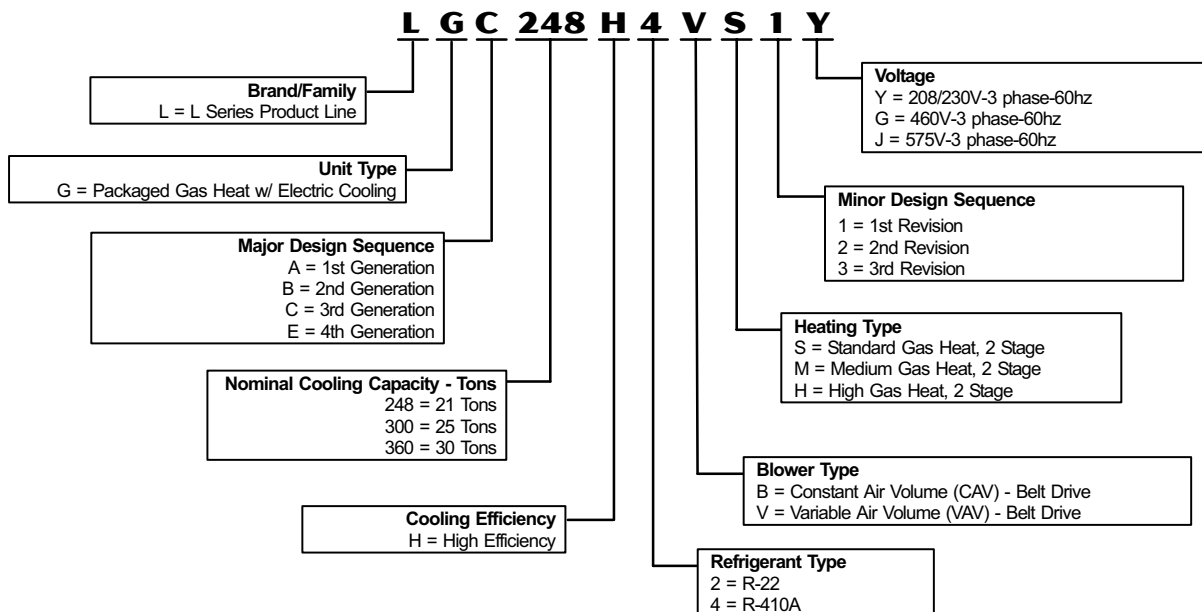 L G C 248 H 4 V S 1 Y
Brand/Family
L = L Series Product Line
Unit Type
G = Packaged Gas Heat w/ Electric Cooling
Major Design Sequence
A = 1st Generation
B = 2nd Generation
C = 3rd Generation
E = 4th Generation
Nominal Cooling Capacity - Tons
248 = 21 Tons
300 = 25 Tons
360 = 30 Tons
Cooling Efficiency
H = High Efficiency
Voltage
Y = 208/230V-3 phase-60hz
G = 460V-3 phase-60hz
J = 575V-3 phase-60hz
Minor Design Sequence
1 = 1st Revision
2 = 2nd Revision
3 = 3rd Revision
Heating Type
S = Standard Gas Heat, 2 Stage
M = Medium Gas Heat, 2 Stage
H = High Gas Heat, 2 Stage
Blower Type
B = Constant Air Volume (CAV) - Belt Drive
V = Variable Air Volume (VAV) - Belt Drive
Refrigerant Type
2 = R-22
4 = R-410A